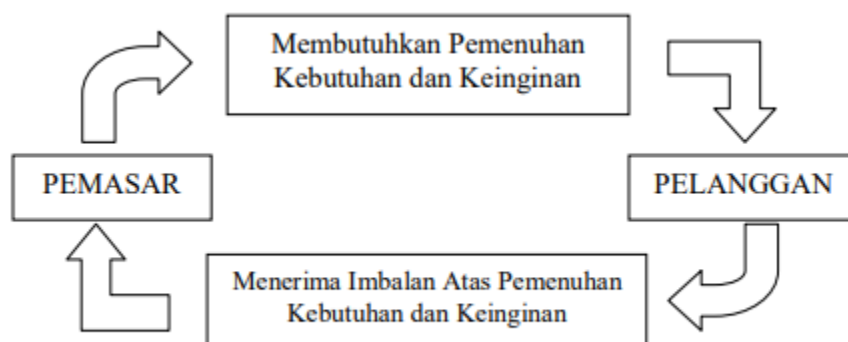 Membutuhkan Pemenuhan
Kebutuhan dan Keinginan
PEMASAR
PELANGGAN
Menerima Imbalan Atas Pemenuhan
Kebutuhan dan Keinginan